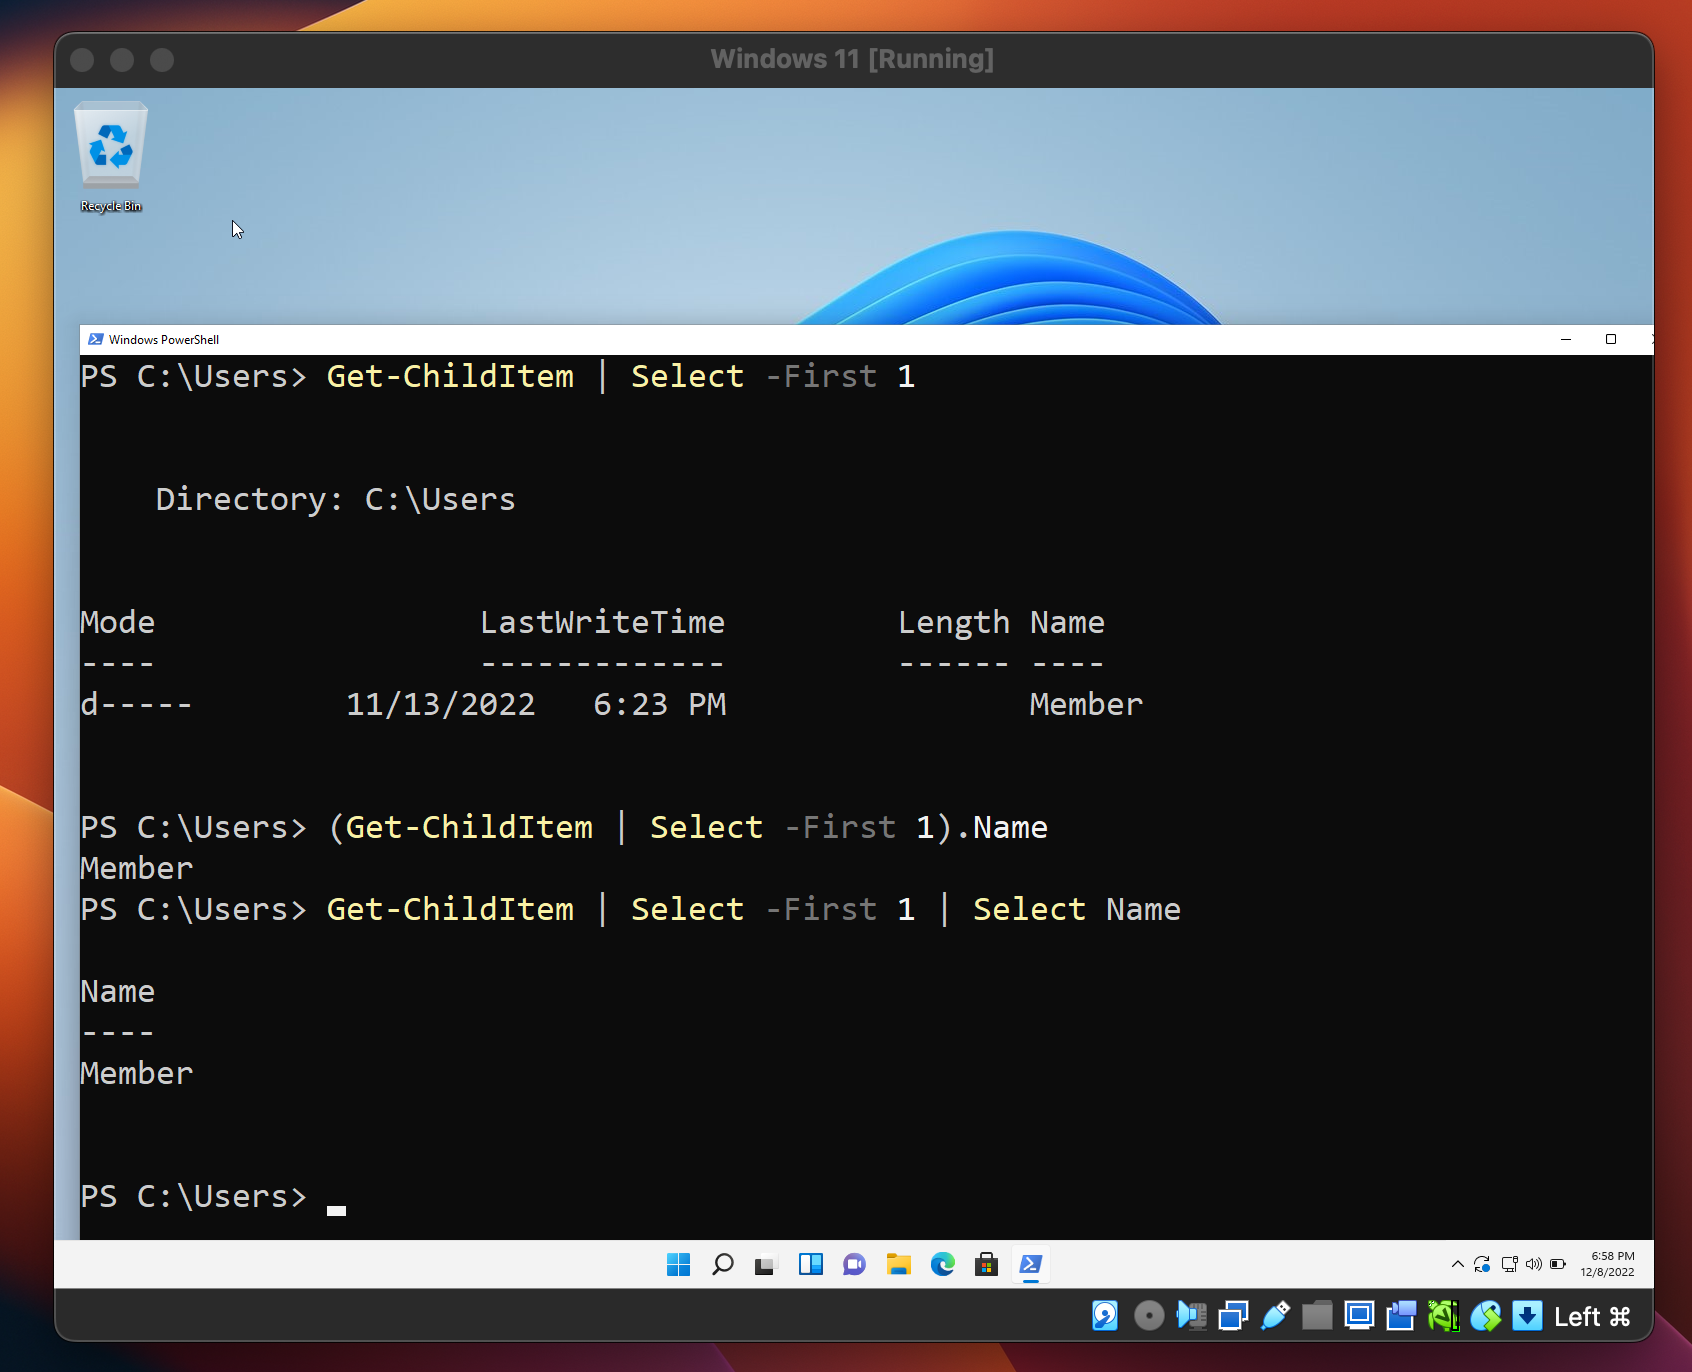 Windows 11 [Running]
Recycle Bin
Windows PowerShell
PS C:\Users> Get-ChildItem | Select -First 1
Directory: C:\Users
Mode LastWriteTime Length Name
---- ------------- ------ ----
d----- 11/13/2022 6:23 PM Member
PS C:\Users> (Get-ChildItem | Select -First 1).Name
Member
PS C:\Users> Get-ChildItem | Select -First 1 | Select Name
Name
----
Member
PS C:\Users>
6:58 PM
12/8/2022
Left ⌘